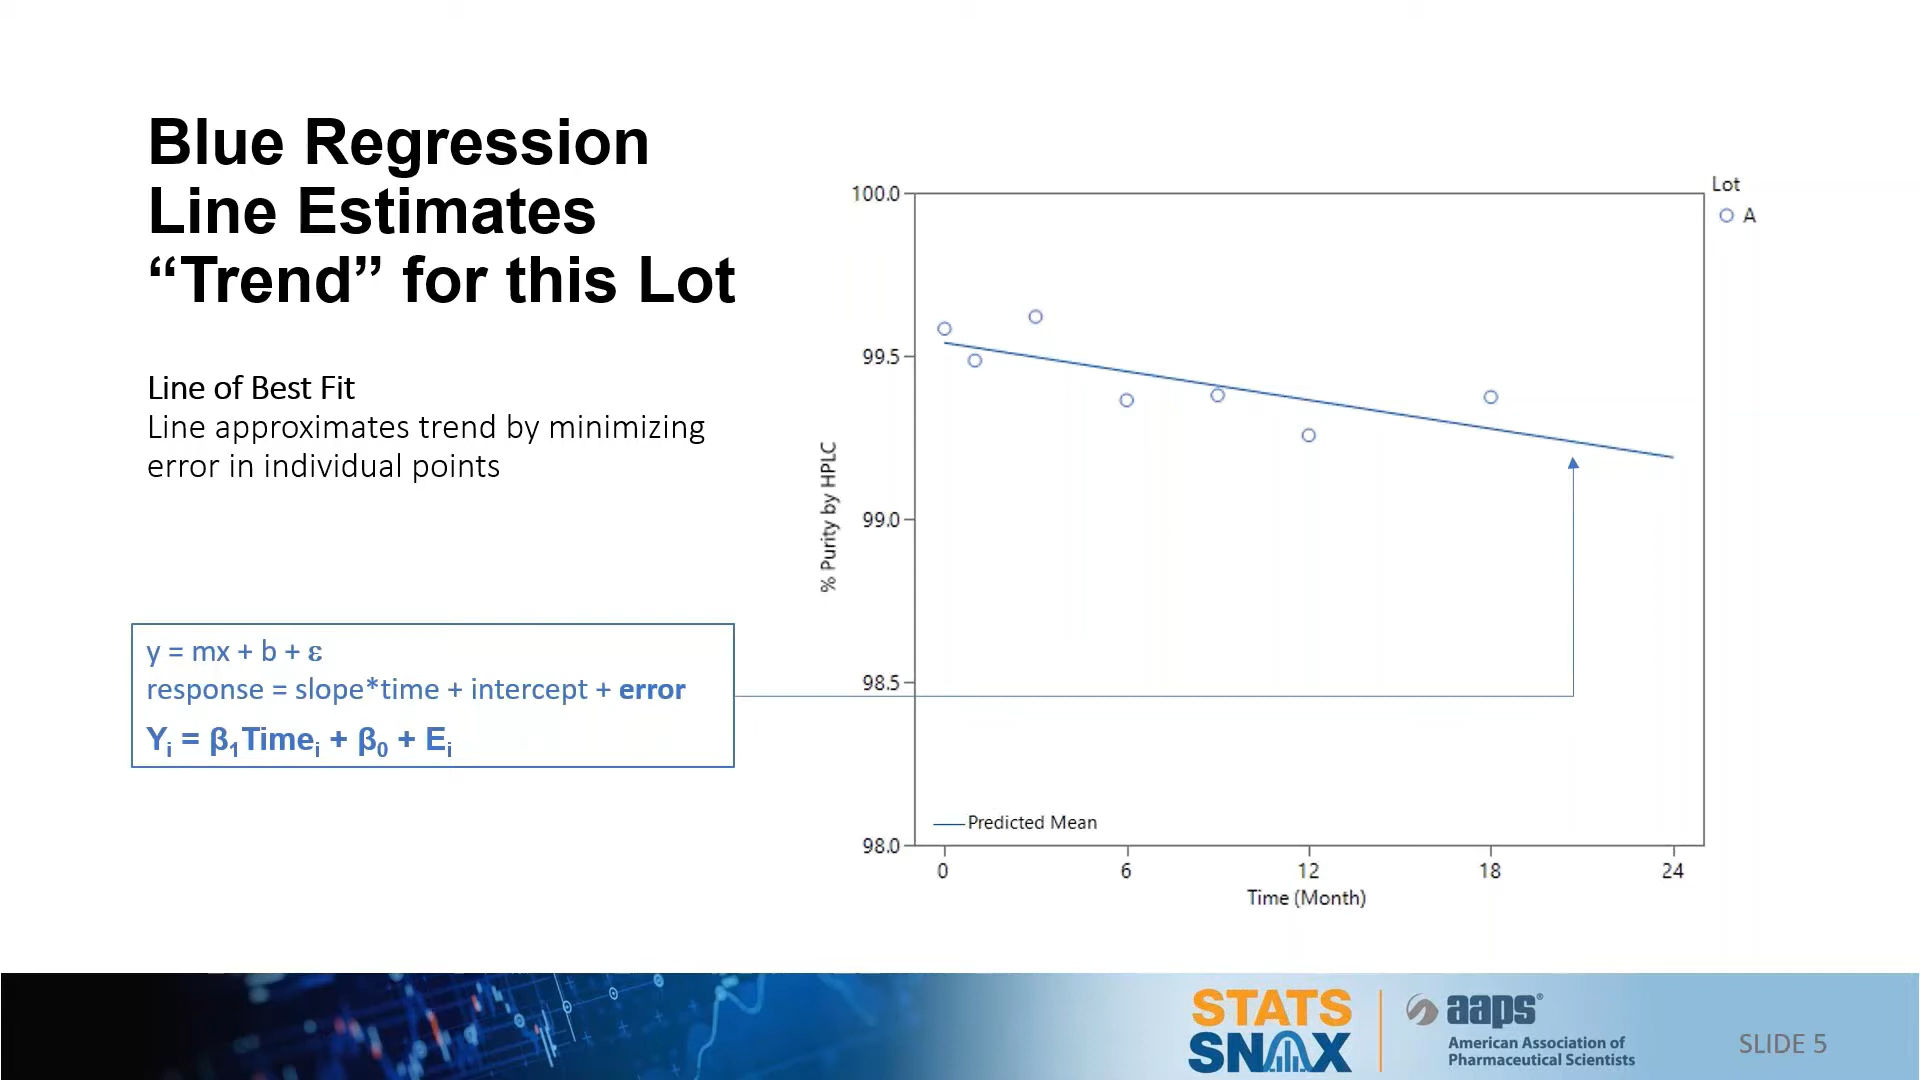 Blue Regression
Line Estimates
“Trend” for this Lot
Line of Best Fit
Line approximates trend by minimizing
error in individual points
y = mx + b + ε
response = slope*time + intercept + error
Yi = β1Timei + β0 + Ei
Lot
A
100.0
99.5
99.0
98.5
98.0
% Purity by HPLC
Predicted Mean
0 6 12 18 24
Time (Month)
STATS
SNAX
aaps®
American Association of
Pharmaceutical Scientists
SLIDE 5